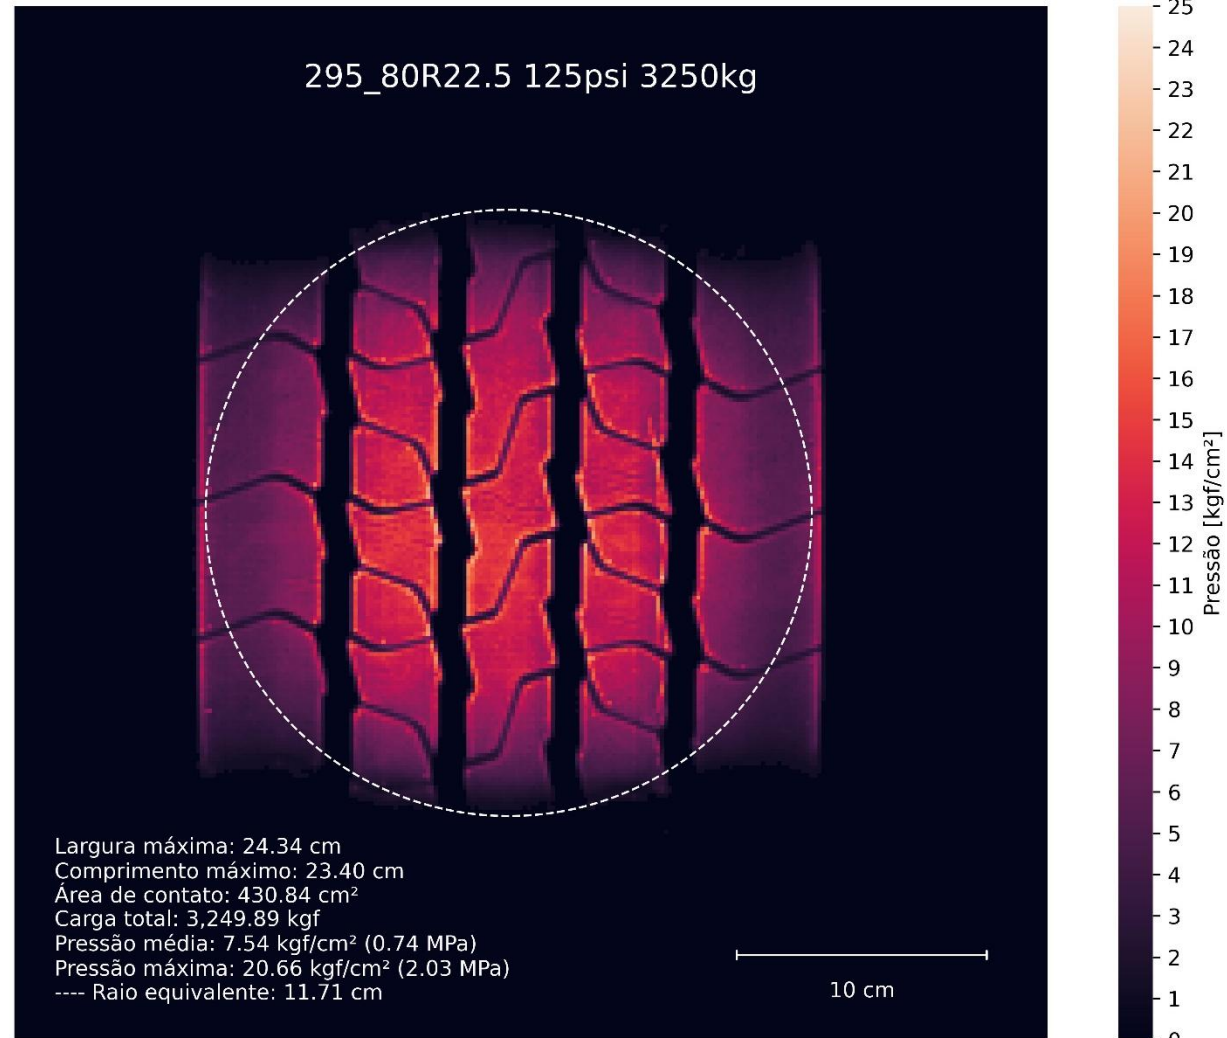 295_80R22.5 125psi 3250kg
Largura máxima: 24.34 cm
Comprimento máximo: 23.40 cm
Área de contato: 430.84 cm²
Carga total: 3,249.89 kgf
Pressão média: 7.54 kgf/cm² (0.74 MPa)
Pressão máxima: 20.66 kgf/cm² (2.03 MPa)
---- Raio equivalente: 11.71 cm
10 cm
25
24
23
22
21
20
19
18
17
16
15
14
13
12
11
10
9
8
7
6
5
4
3
2
1
0
Pressão [kgf/cm²]